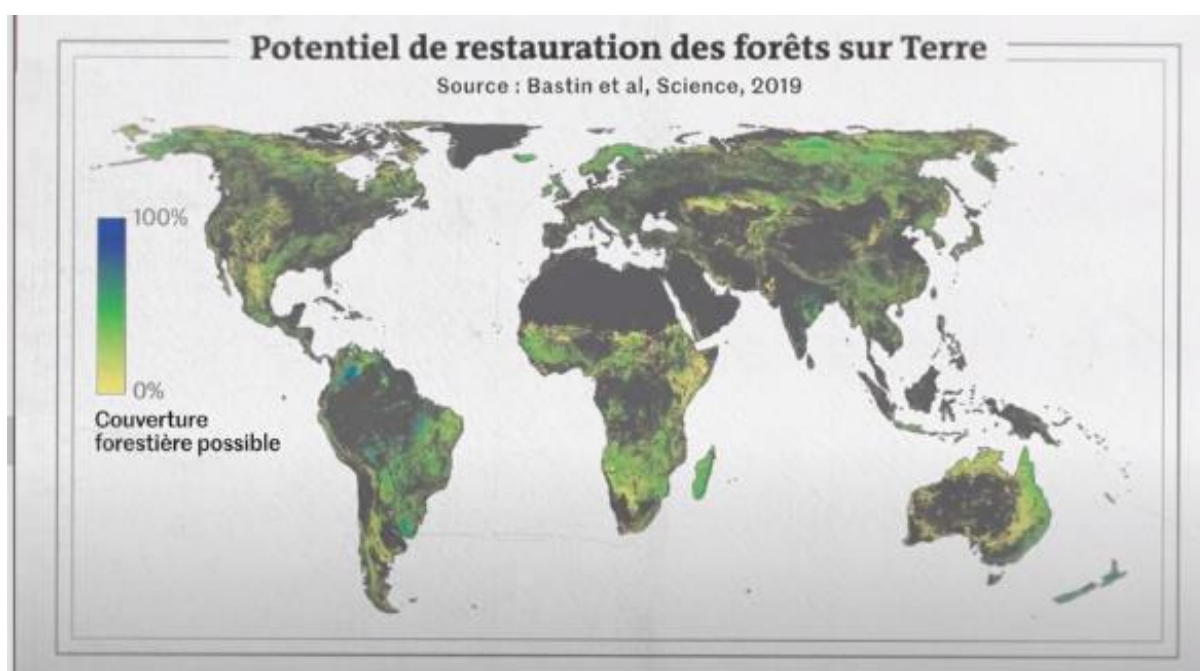 Potentiel de restauration des forêts sur Terre
Source : Bastin et al, Science, 2019
100%
0%
Couverture
forestière possible